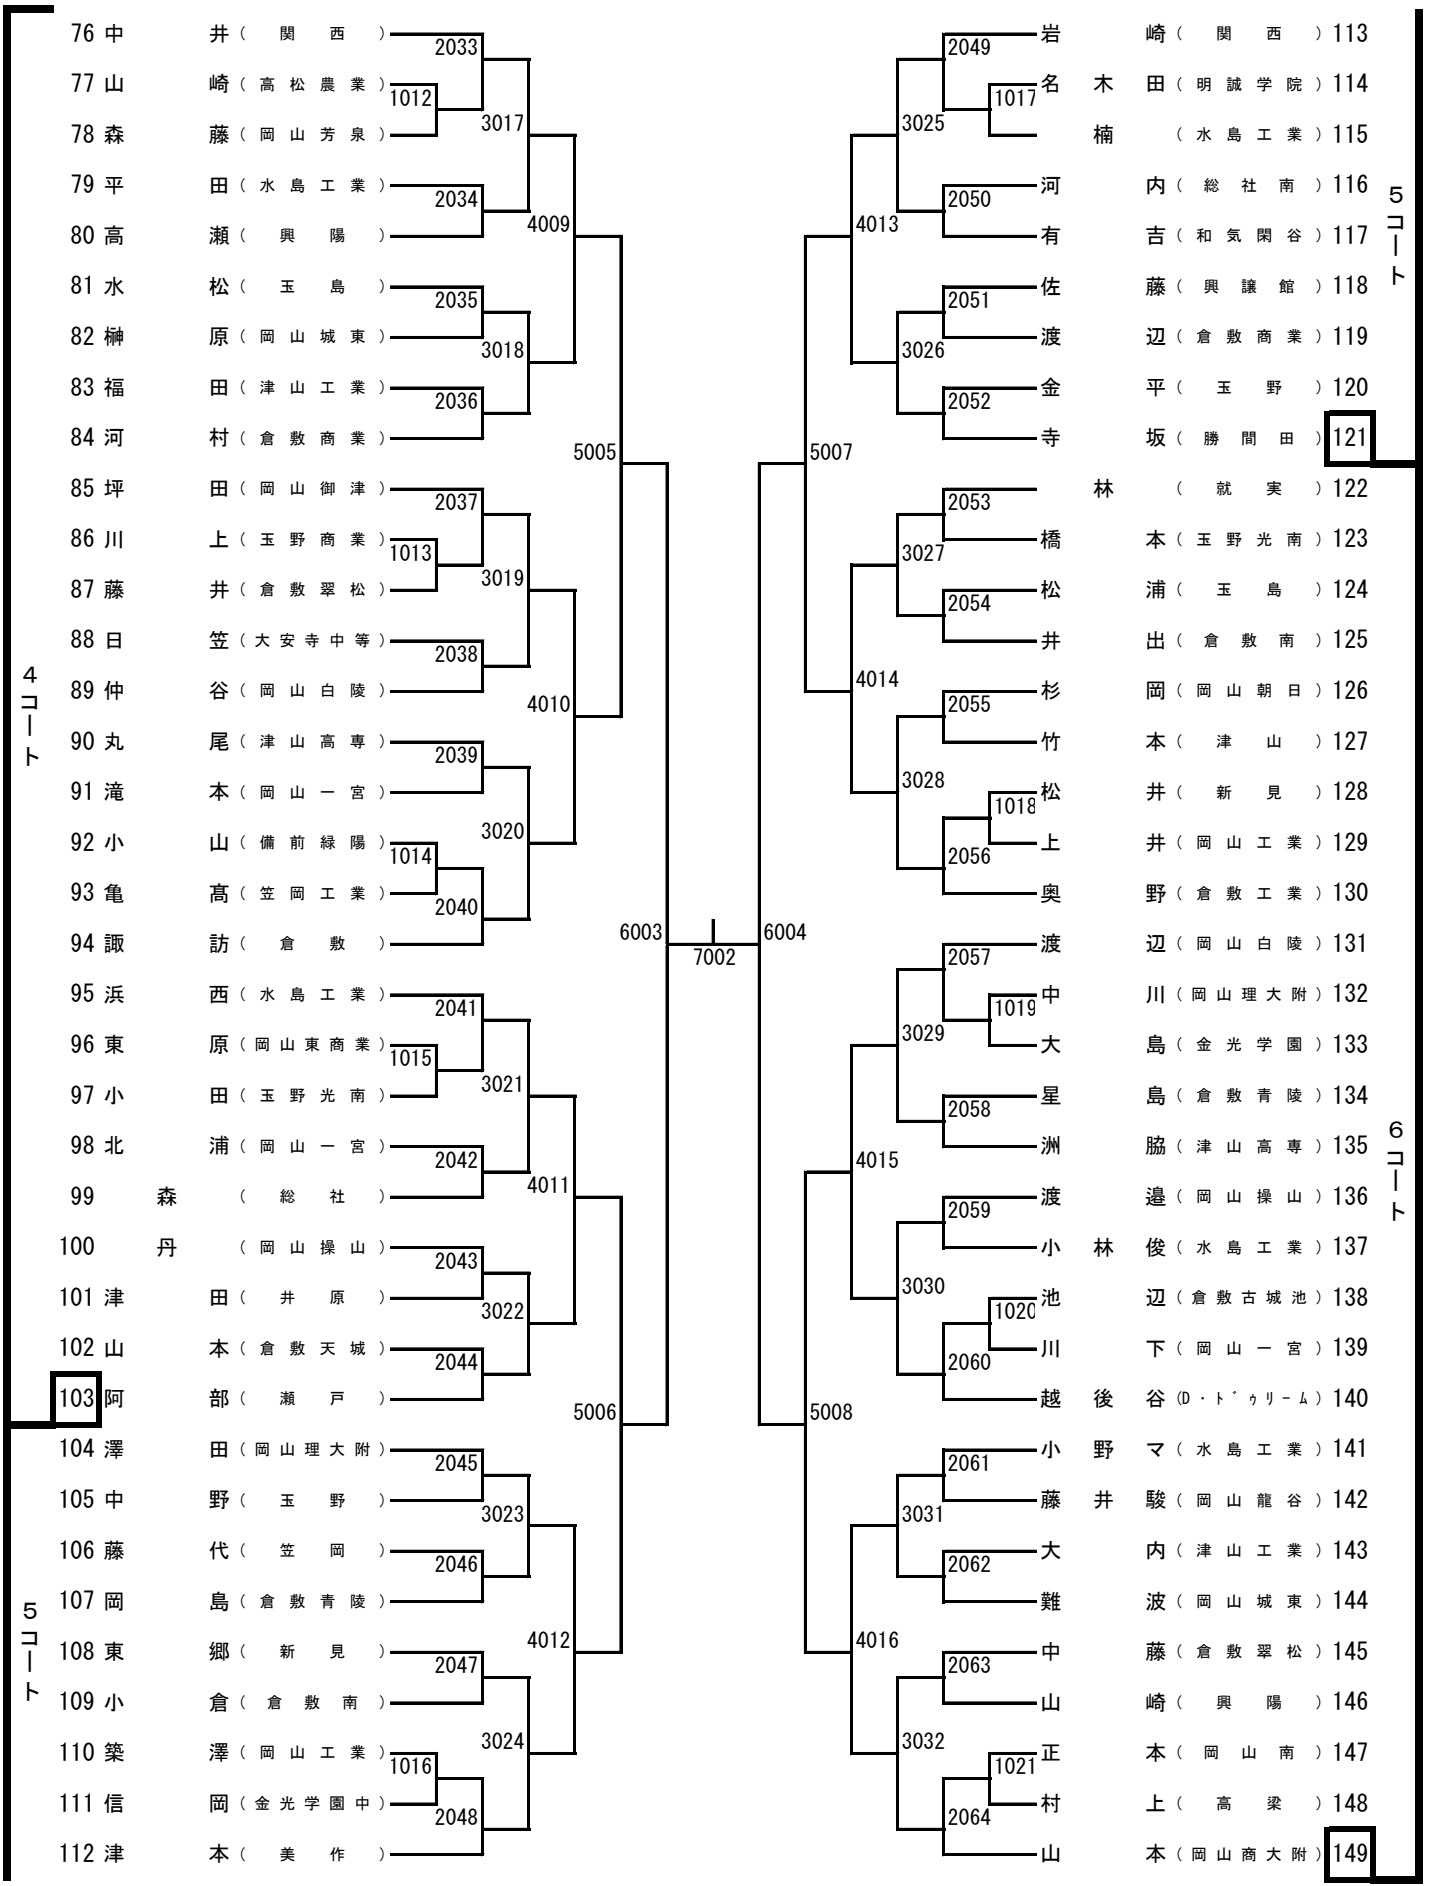 4コート
76 中井（関西）
77 山崎（高松農業）
78 森藤（岡山芳泉）
79 平田（水島工業）
80 高瀬（興陽）
81 水松（玉島）
82 榊原（岡山城東）
83 福田（津山工業）
84 河村（倉敷商業）
85 坪田（岡山御津）
86 川上（玉野商業）
87 藤井（倉敷翠松）
88 日笠（大安寺中等）
89 仲谷（岡山白陵）
90 丸尾（津山高専）
91 滝本（岡山一宮）
92 小山（備前緑陽）
93 亀髙（笠岡工業）
94 諏訪（倉敷）
95 浜西（水島工業）
96 東原（岡山東商業）
97 小田（玉野光南）
98 北浦（岡山一宮）
99 森（総社）
100 丹（岡山操山）
101 津田（井原）
102 山本（倉敷天城）
103 阿部（瀬戸）
5コート
104 澤田（岡山理大附）
105 中野（玉野）
106 藤代（笠岡）
107 岡島（倉敷青陵）
108 東郷（新見）
109 小倉（倉敷南）
110 築澤（岡山工業）
111 信岡（金光学園中）
112 津本（美作）
1012
1013
1014
1015
1016
2033
2034
2035
2036
2037
2038
2039
2040
2041
2042
2043
2044
2045
2046
2047
2048
3017
3018
3019
3020
3021
3022
3023
3024
4009
4010
4011
4012
5005
5006
6003
7002
6004
5007
5008
4013
4014
4015
4016
3025
3026
3027
3028
3029
3030
3031
3032
2049
2050
2051
2052
2053
2054
2055
2056
2057
2058
2059
2060
2061
2062
2063
2064
1017
1018
1019
1020
1021
岩崎（関西）113
名木田（明誠学院）114
楠（水島工業）115
河内（総社南）116
有吉（和気閑谷）117
佐藤（興譲館）118
渡辺（倉敷商業）119
金平（玉野）120
寺坂（勝間田）121
5コート
林（就実）122
橋本（玉野光南）123
松浦（玉島）124
井出（倉敷南）125
杉岡（岡山朝日）126
竹本（津山）127
松井（新見）128
上井（岡山工業）129
奥野（倉敷工業）130
渡辺（岡山白陵）131
中川（岡山理大附）132
大島（金光学園）133
星島（倉敷青陵）134
洲脇（津山高専）135
渡邉（岡山操山）136
小林俊（水島工業）137
池辺（倉敷古城池）138
川下（岡山一宮）139
越後谷（D・ﾄﾞｩﾘｰﾑ）140
小野マ（水島工業）141
藤井駿（岡山龍谷）142
大内（津山工業）143
難波（岡山城東）144
中藤（倉敷翠松）145
山崎（興陽）146
正本（岡山南）147
村上（高梁）148
山本（岡山商大附）149
6コート